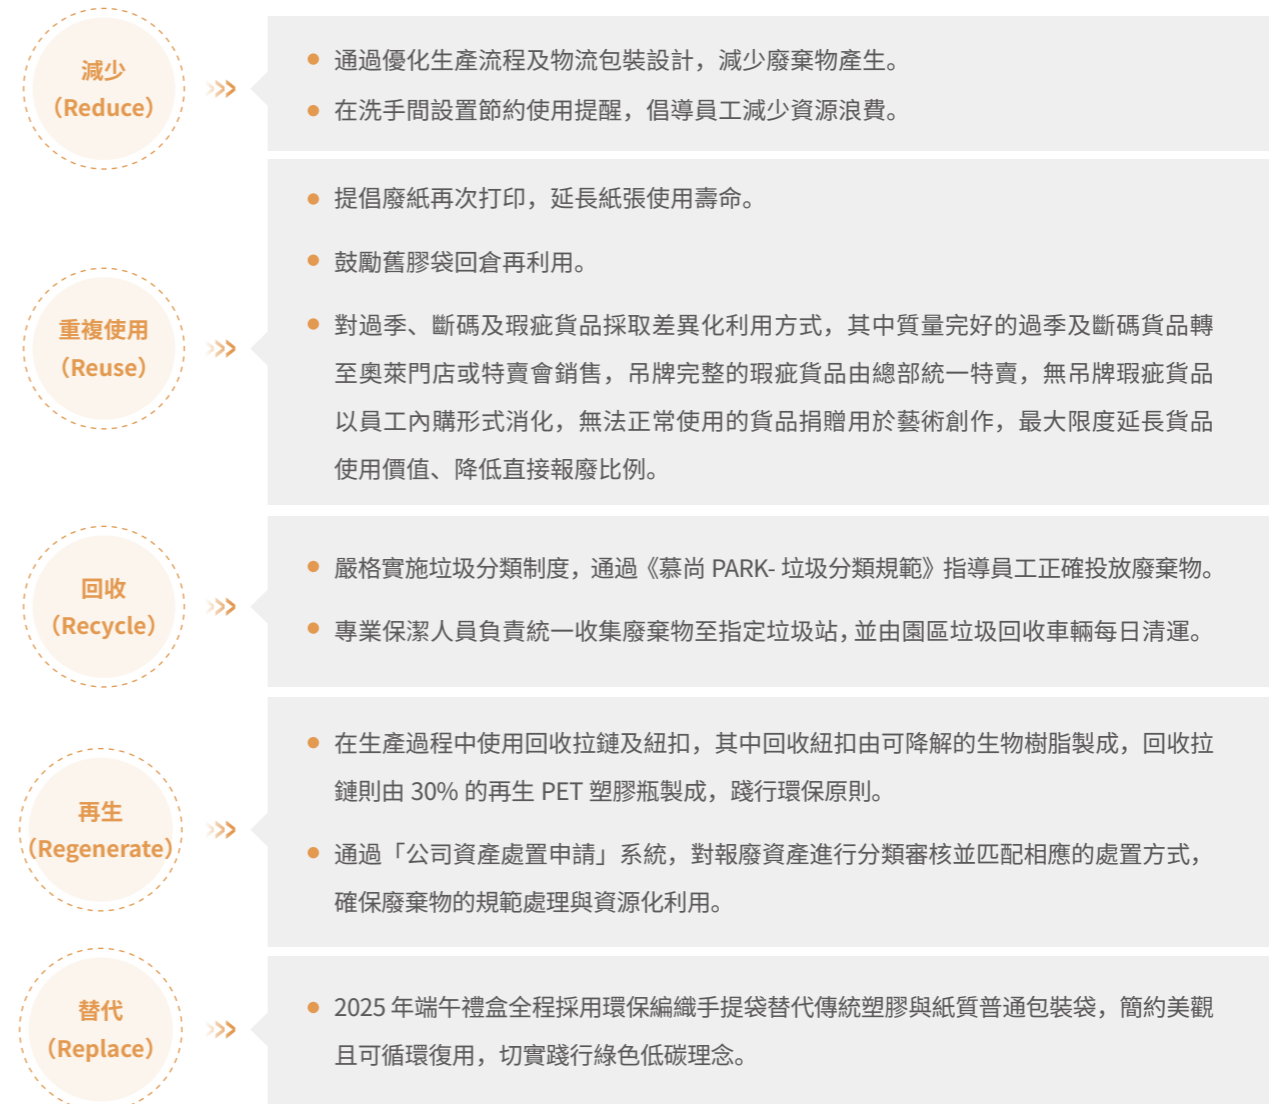 減少
（Reduce）
通過優化生產流程及物流包裝設計，減少廢棄物產生。
在洗手間設置節約使用提醒，倡導員工減少資源浪費。
重複使用
（Reuse）
提倡廢紙再次打印，延長紙張使用壽命。
鼓勵舊膠袋回倉再利用。
對過季、斷碼及瑕疵貨品採取差異化利用方式，其中質量完好的過季及斷碼貨品轉
至奧萊門店或特賣會銷售，吊牌完整的瑕疵貨品由總部統一特賣，無吊牌瑕疵貨品
以員工內購形式消化，無法正常使用的貨品捐贈用於藝術創作，最大限度延長貨品
使用價值、降低直接報廢比例。
回收
（Recycle）
嚴格實施垃圾分類制度，通過《慕尚 PARK- 垃圾分類規範》指導員工正確投放廢棄物。
專業保潔人員負責統一收集廢棄物至指定垃圾站，並由園區垃圾回收車輛每日清運。
再生
（Regenerate）
在生產過程中使用回收拉鏈及紐扣，其中回收紐扣由可降解的生物樹脂製成，回收拉
鏈則由 30% 的再生 PET 塑膠瓶製成，踐行環保原則。
通過「公司資產處置申請」系統，對報廢資產進行分類審核並匹配相應的處置方式，
確保廢棄物的規範處理與資源化利用。
替代
（Replace）
2025 年端午禮盒全程採用環保編織手提袋替代傳統塑膠與紙質普通包裝袋，簡約美觀
且可循環復用，切實踐行綠色低碳理念。